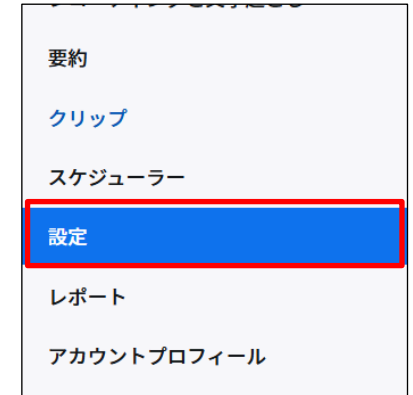 要約
クリップ
スケジューラー
設定
レポート
アカウントプロフィール